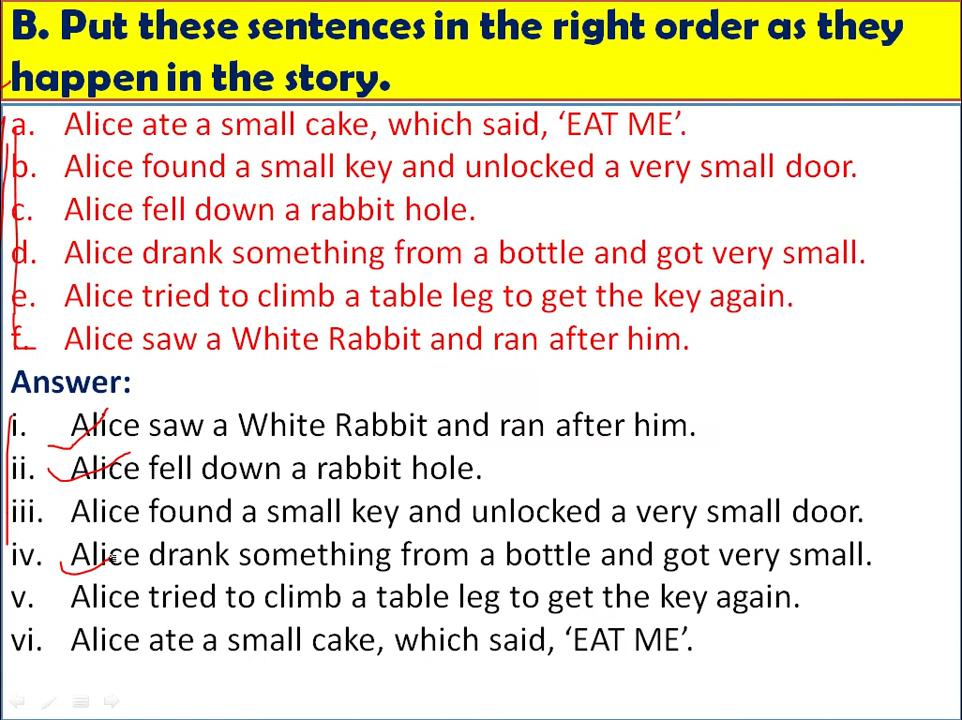 B. Put these sentences in the right order as they
happen in the story.
a. Alice ate a small cake, which said, ‘EAT ME’.
b. Alice found a small key and unlocked a very small door.
c. Alice fell down a rabbit hole.
d. Alice drank something from a bottle and got very small.
e. Alice tried to climb a table leg to get the key again.
f. Alice saw a White Rabbit and ran after him.
Answer:
i. Alice saw a White Rabbit and ran after him.
ii. Alice fell down a rabbit hole.
iii. Alice found a small key and unlocked a very small door.
iv. Alice drank something from a bottle and got very small.
v. Alice tried to climb a table leg to get the key again.
vi. Alice ate a small cake, which said, ‘EAT ME’.